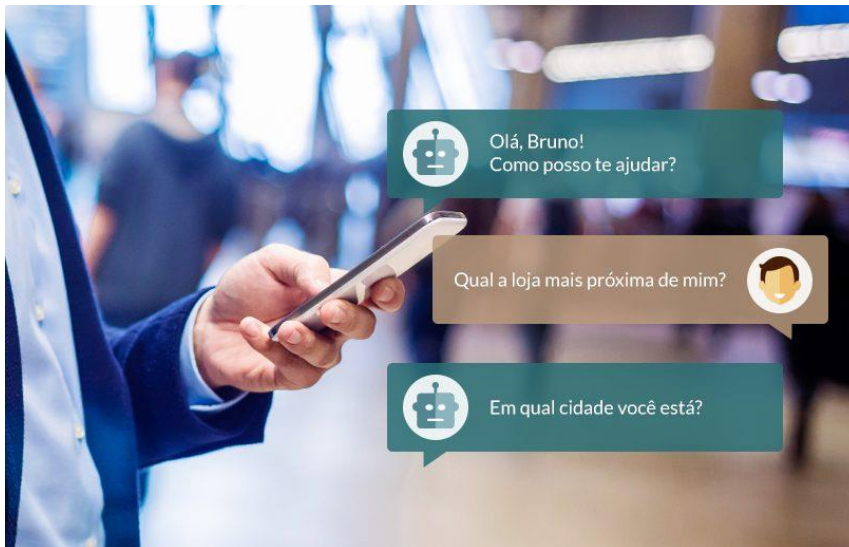 Olá, Bruno!
Como posso te ajudar?
Qual a loja mais próxima de mim?
Em qual cidade você está?